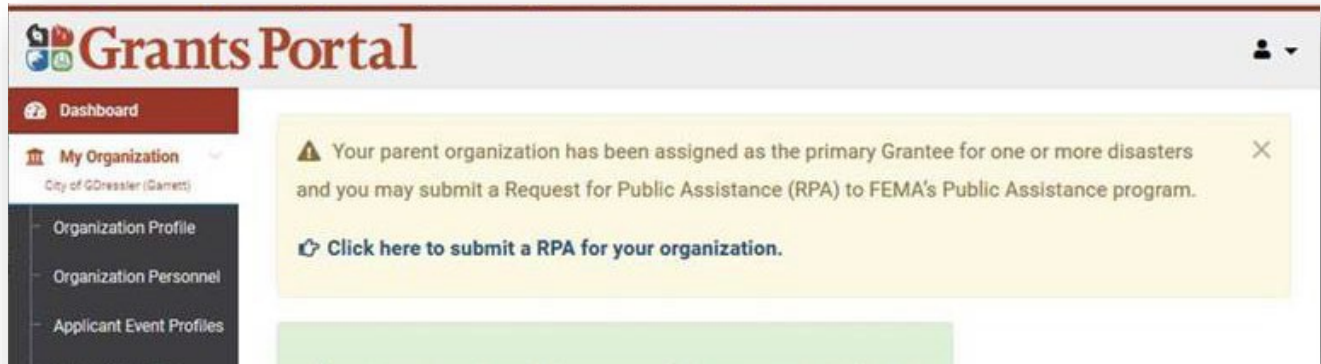 Grants Portal
Dashboard
My Organization
City of GDressler (Garrett)
Organization Profile
Organization Personnel
Applicant Event Profiles
Your parent organization has been assigned as the primary Grantee for one or more disasters
and you may submit a Request for Public Assistance (RPA) to FEMA's Public Assistance program.
Click here to submit a RPA for your organization.